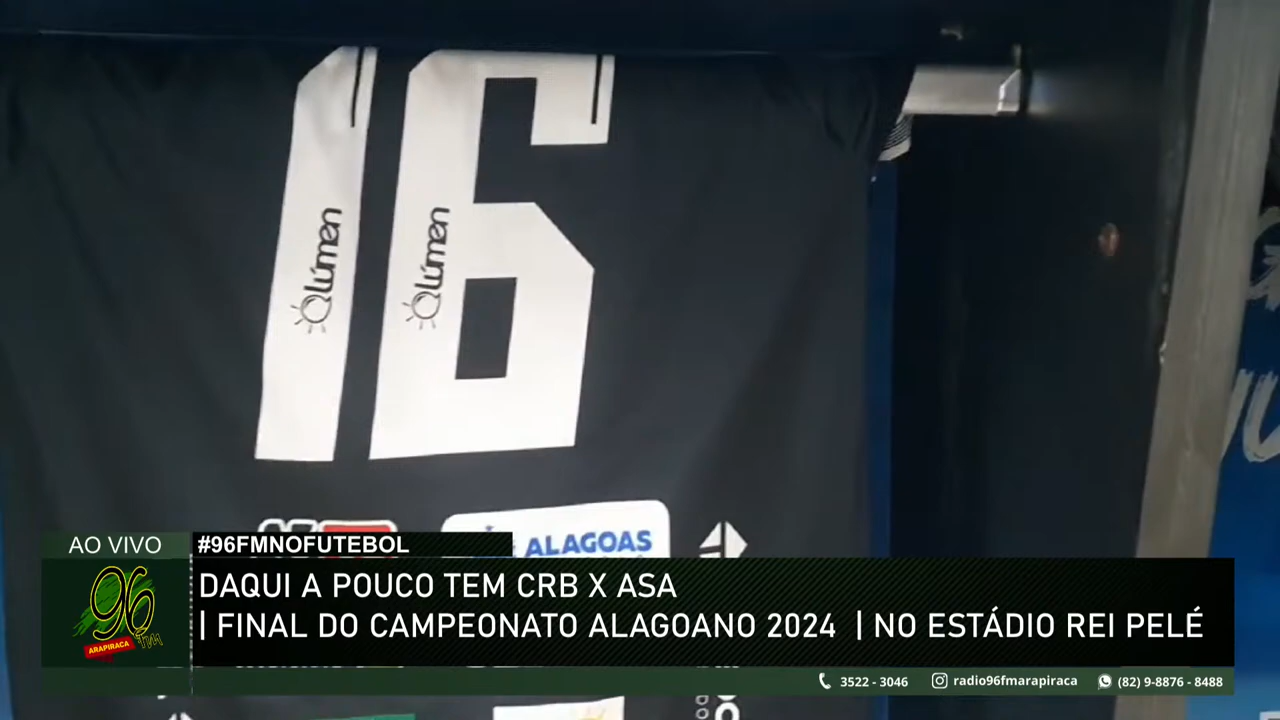 16
lúmen
lúmen
ALAGOAS
AO VIVO
#96FMNOFUTEBOL
96
FM
ARAPIRACA
DAQUI A POUCO TEM CRB X ASA
| FINAL DO CAMPEONATO ALAGOANO 2024 | NO ESTÁDIO REI PELÉ
3522 - 3046
radio96fmarapiraca
(82) 9-8876 - 8488